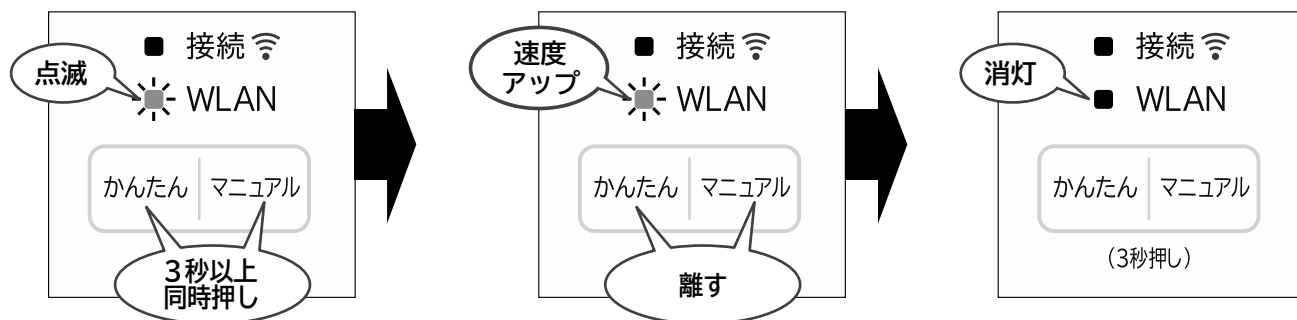 接続
点滅
WLAN
かんたん マニュアル
3秒以上
同時押し
接続
速度
アップ
WLAN
かんたん マニュアル
離す
接続
消灯
WLAN
かんたん マニュアル
(3秒押し)